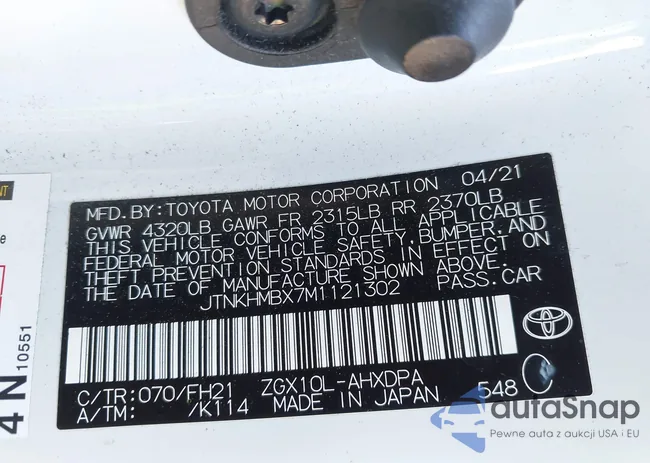 MFD.BY:TOYOTA MOTOR CORPORATION 04/21
GVWR 4320LB GAWR FR 2315LB RR 2370LB
THIS VEHICLE CONFORMS TO ALL APPLICABLE
FEDERAL MOTOR VEHICLE SAFETY,BUMPER,AND
THEFT PREVENTION STANDARDS IN EFFECT ON
THE DATE OF MANUFACTURE SHOWN ABOVE.
JTNKHMBX7M1121302 PASS.CAR
C/TR:070/FH21 ZGX10L-AHXDPA
A/TM: /K114 MADE IN JAPAN 548 C
NT
e
4N
10551
autaSnap
Pewne auta z aukcji USA i EU